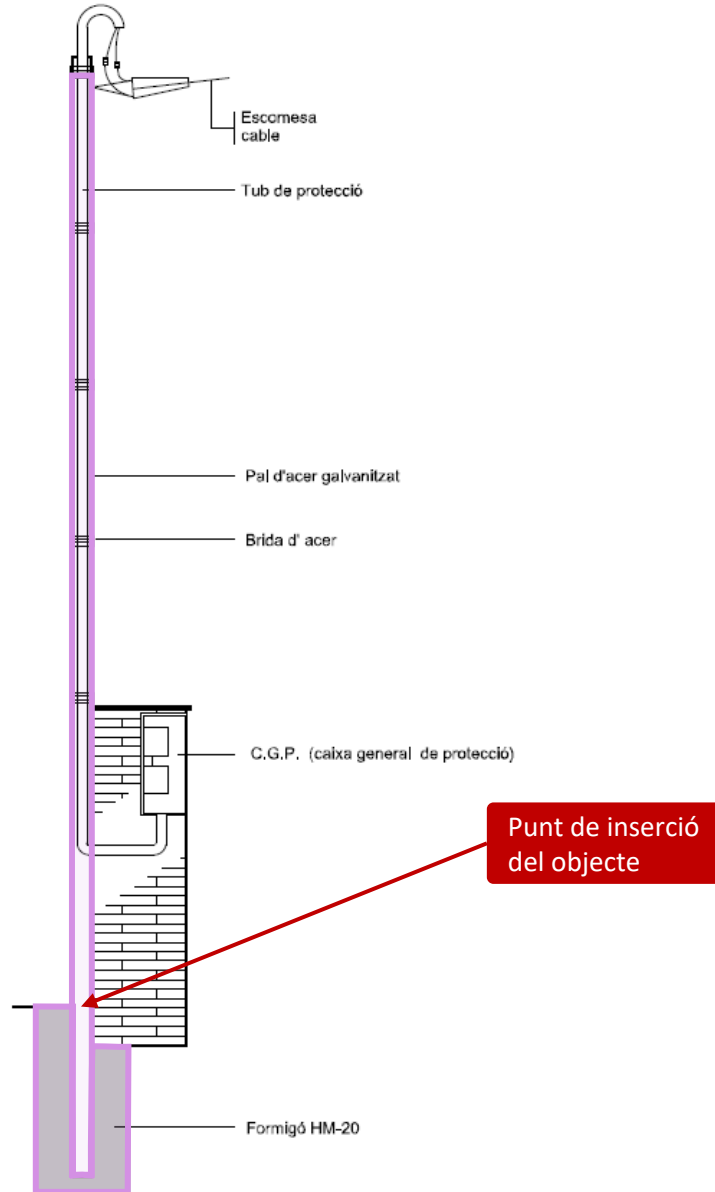 Escomesa
cable
Tub de protecció
Pal d'acer galvanitzat
Brida d' acer
C.G.P. (caixa general de protecció)
Punt de inserció
del objecte
Formigó HM-20